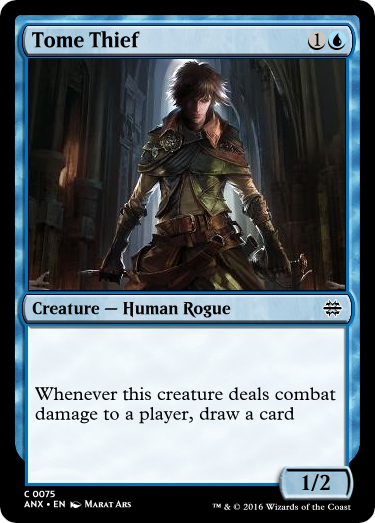 Tome Thief 1
Creature — Human Rogue
Whenever this creature deals combat
damage to a player, draw a card
1/2
C 0075
ANX • EN Marat Ars
™ & © 2016 Wizards of the Coast